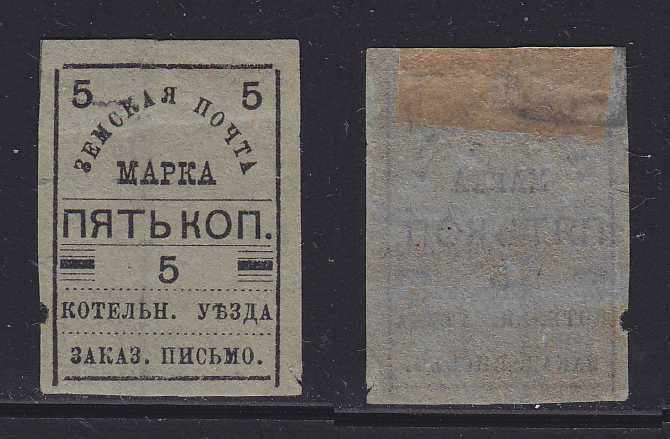 5 5
ЗЕМСКАЯ ПОЧТА
МАРКА
ПЯТЬ КОП.
5
КОТЕЛЬН. УѢЗДА
ЗАКАЗ. ПИСЬМО.